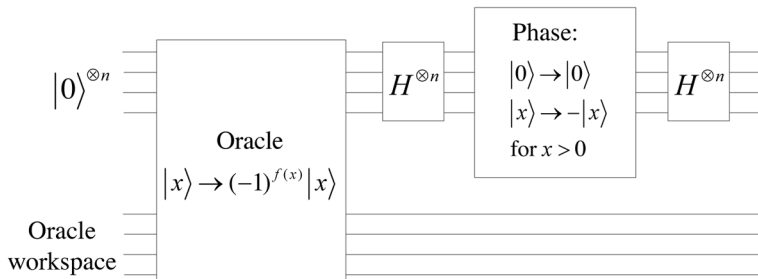 |0⟩^{⊗n}
Oracle
|x⟩→(-1)^{f(x)}|x⟩
H^{⊗n}
Phase:
|0⟩→|0⟩
|x⟩→-|x⟩
for x > 0
H^{⊗n}
Oracle
workspace